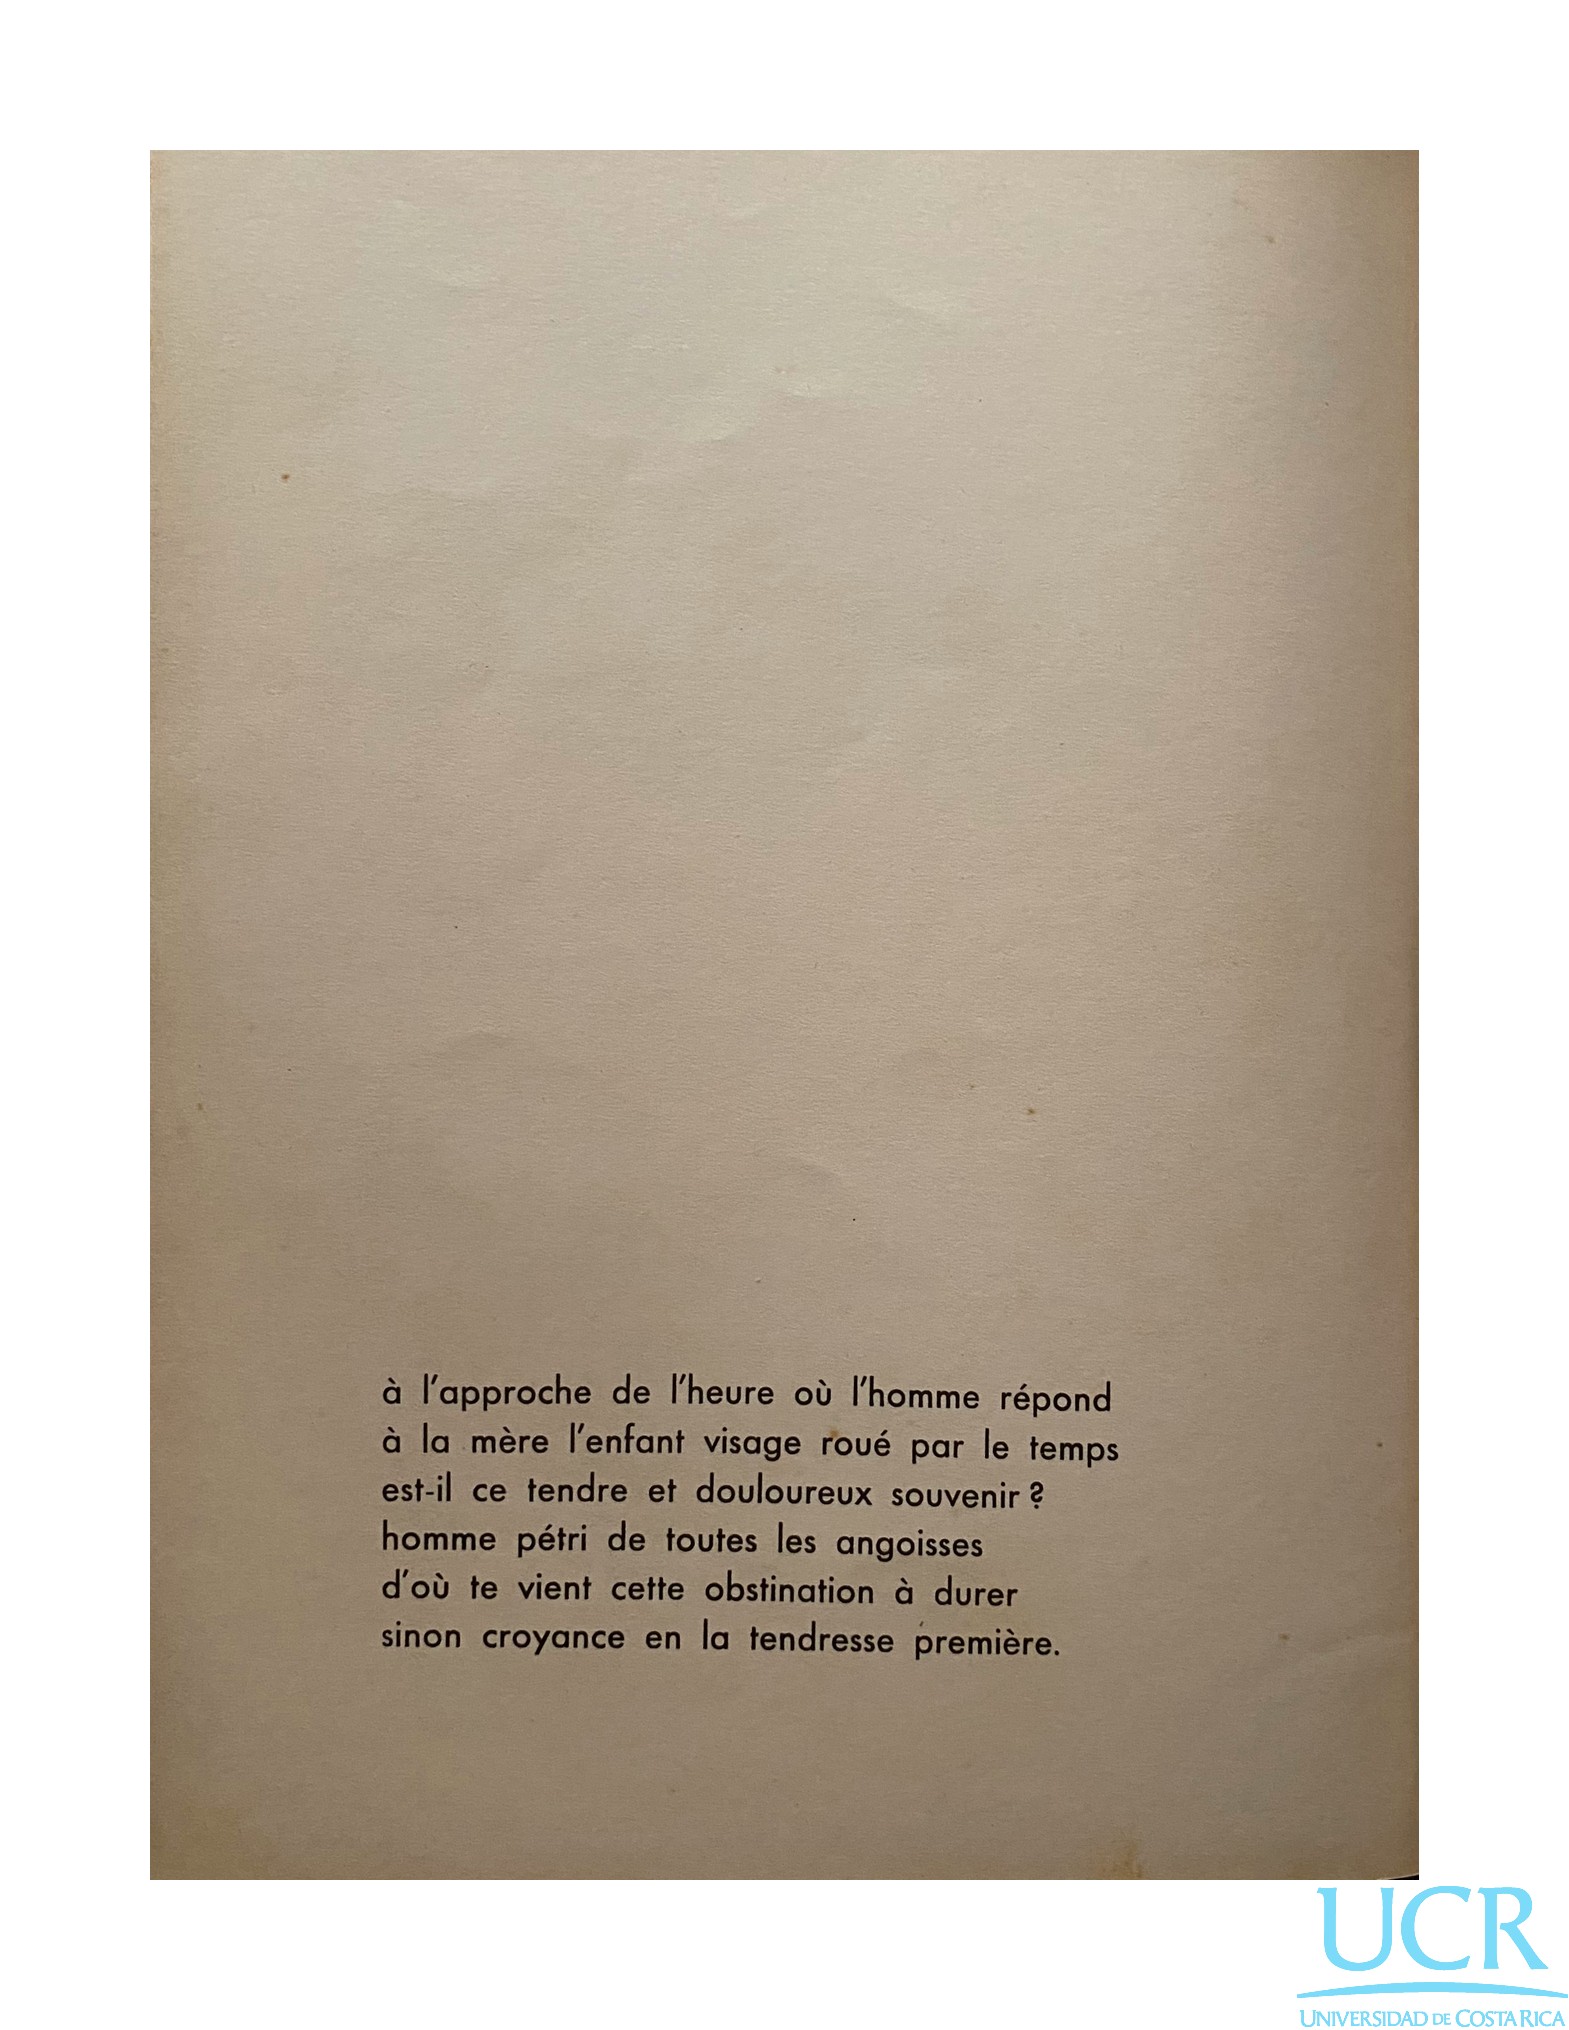 à l'approche de l'heure où l'homme répond
à la mère l'enfant visage roué par le temps
est-il ce tendre et douloureux souvenir ?
homme pétri de toutes les angoisses
d'où te vient cette obstination à durer
sinon croyance en la tendresse première.
UCR
UNIVERSIDAD DE COSTA RICA